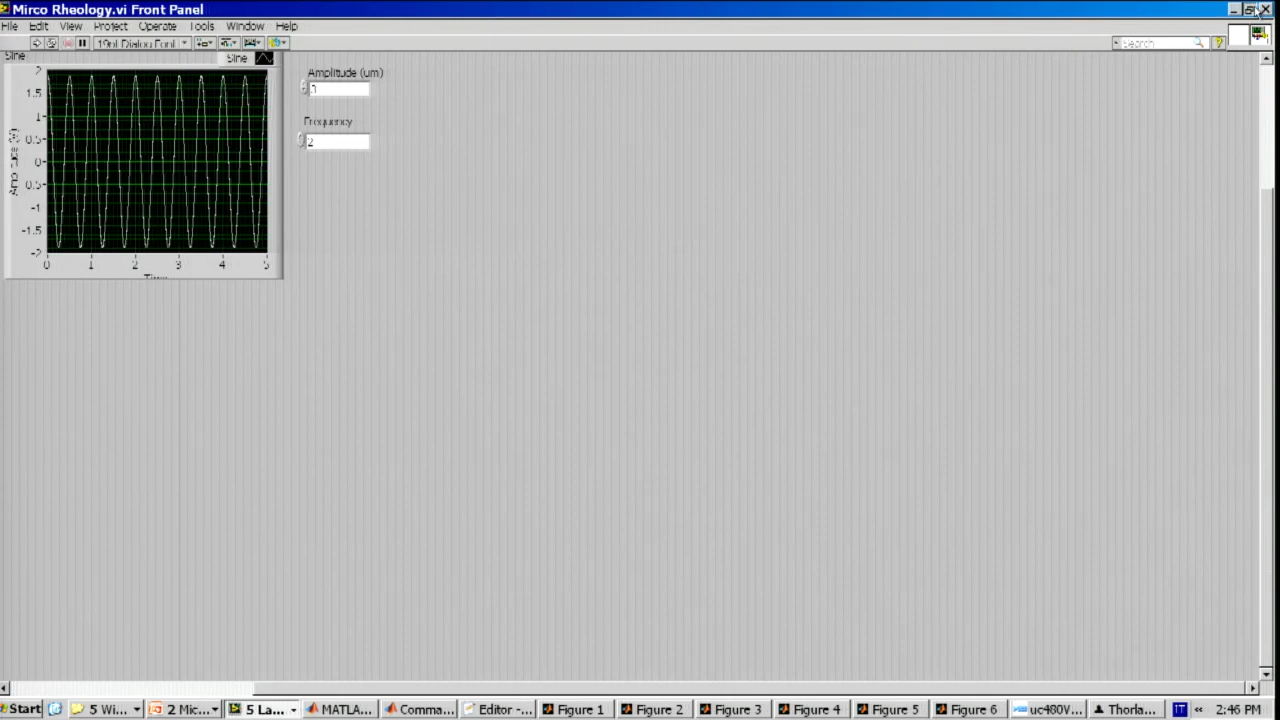 Mirco Rheology.vi Front Panel
File Edit View Project Operate Tools Window Help
Search
Sine
Sine
Amplitude (um)
Frequency
2
2
1.5
1
0.5
0
-1
-1.5
-2
0 1 2 3 4 5
Start 5 Wi... 2 Mic... 5 La... MATLA... Comma... Editor -... Figure 1 Figure 2 Figure 3 Figure 4 Figure 5 Figure 6 uc480V... Thorla... IT « 2:46 PM